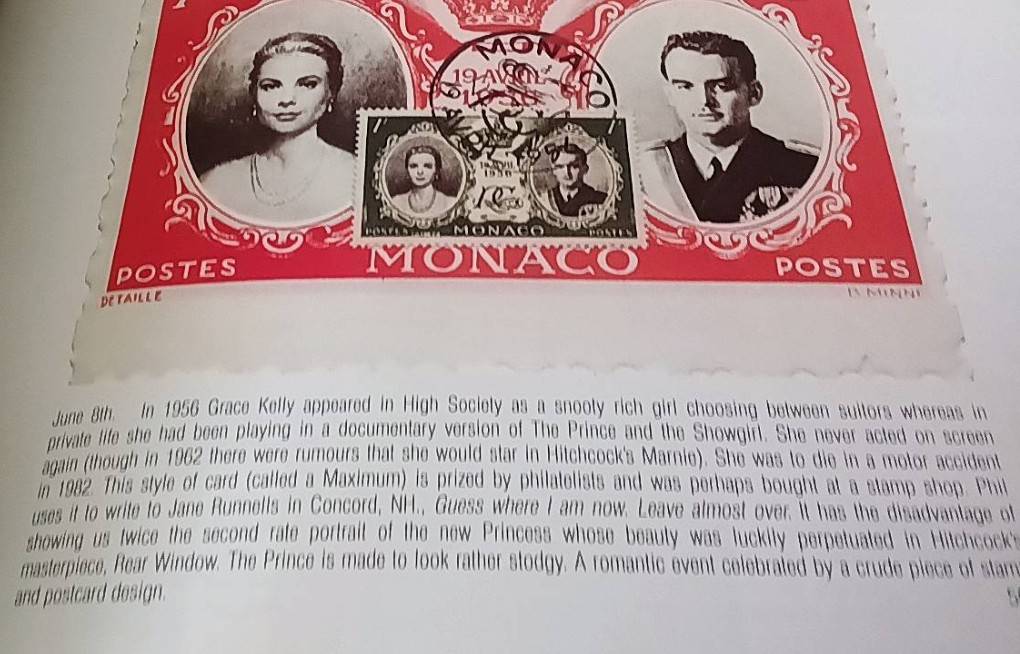 MONACO
19 AVRIL
1956
MONACO
POSTES
MONACO
POSTES
POSTES
MONACO
POSTES
DETAILLE
June 8th. In 1956 Grace Kelly appeared in High Society as a snooty rich girl choosing between suitors whereas in
private life she had been playing in a documentary version of The Prince and the Showgirl. She never acted on screen
again (though in 1962 there were rumours that she would star in Hitchcock's Marnie). She was to die in a motor accident
in 1982. This style of card (called a Maximum) is prized by philatelists and was perhaps bought at a stamp shop. Phil
uses it to write to Jane Runnells in Concord, NH., Guess where I am now. Leave almost over. It has the disadvantage of
showing us twice the second rate portrait of the new Princess whose beauty was luckily perpetuated in Hitchcock's
masterpiece, Rear Window. The Prince is made to look rather stodgy. A romantic event celebrated by a crude piece of stam
and postcard design.